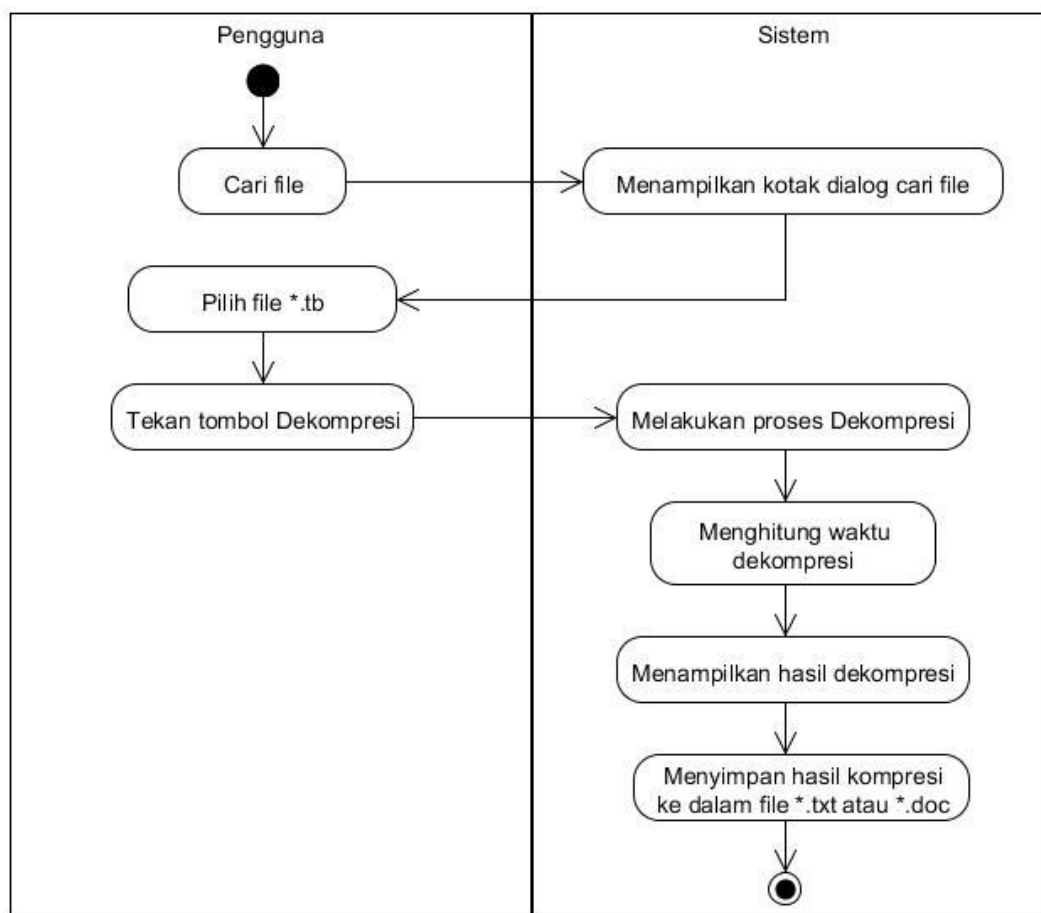 Pengguna
Sistem
Cari file
Menampilkan kotak dialog cari file
Pilih file *.tb
Tekan tombol Dekompresi
Melakukan proses Dekompresi
Menghitung waktu
dekompresi
Menampilkan hasil dekompresi
Menyimpan hasil kompresi
ke dalam file *.txt atau *.doc